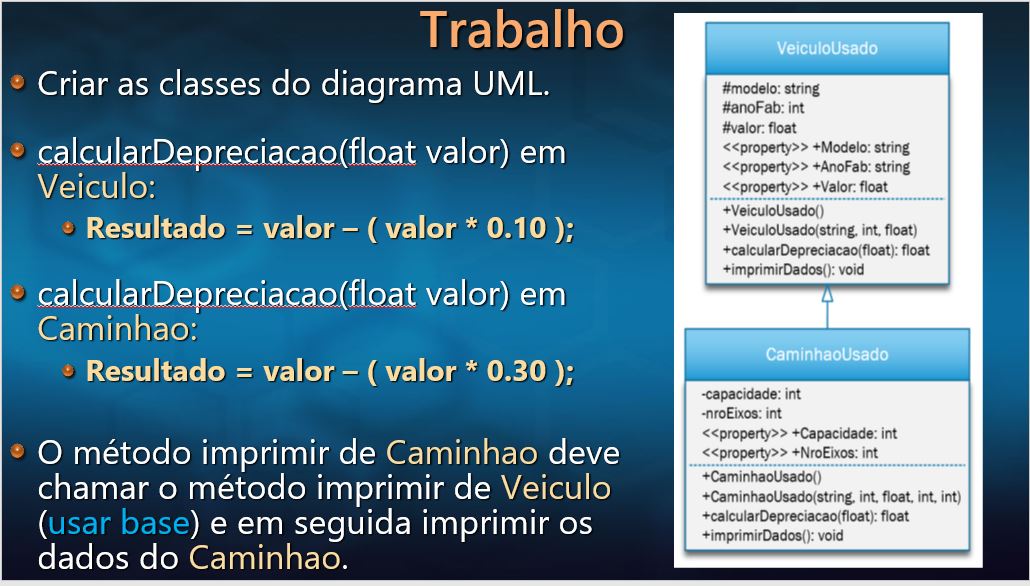 Trabalho
Criar as classes do diagrama UML.
calcularDepreciacao(float valor) em
Veiculo:
Resultado = valor – ( valor * 0.10 );
calcularDepreciacao(float valor) em
Caminhao:
Resultado = valor – ( valor * 0.30 );
O método imprimir de Caminhao deve
chamar o método imprimir de Veiculo
(usar base) e em seguida imprimir os
dados do Caminhao.
VeiculoUsado
#modelo: string
#anoFab: int
#valor: float
<<property>> +Modelo: string
<<property>> +AnoFab: string
<<property>> +Valor: float
+VeiculoUsado()
+VeiculoUsado(string, int, float)
+calcularDepreciacao(float): float
+imprimirDados(): void
CaminhaoUsado
-capacidade: int
-nroEixos: int
<<property>> +Capacidade: int
<<property>> +NroEixos: int
+CaminhaoUsado()
+CaminhaoUsado(string, int, float, int, int)
+calcularDepreciacao(float): float
+imprimirDados(): void